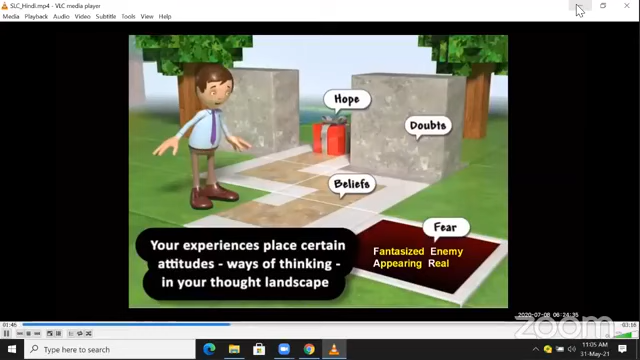 SLC_Hindi.mp4 - VLC media player
Media Playback Audio Video Subtitle Tools View Help
Hope
Doubts
Beliefs
Fear
Fantasized Enemy
Appearing Real
Your experiences place certain
attitudes - ways of thinking -
in your thought landscape
2020-07-08 08:24:35
zoom
01:46
03:16
Type here to search
11:05 AM
31-May-21